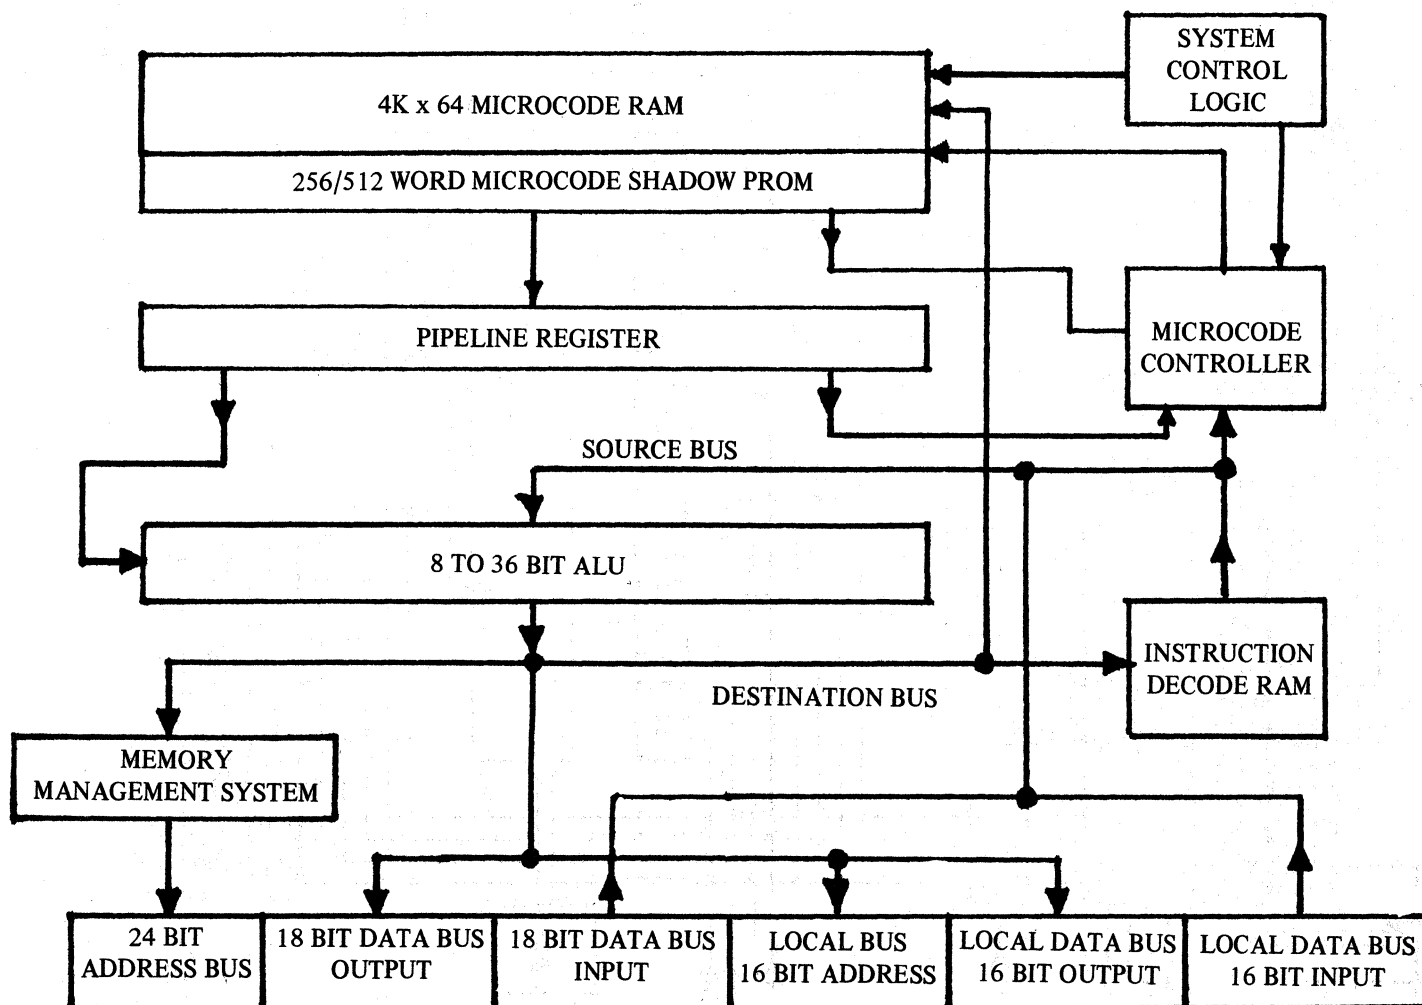 SYSTEM
CONTROL
LOGIC
4K x 64 MICROCODE RAM
256/512 WORD MICROCODE SHADOW PROM
PIPELINE REGISTER
MICROCODE
CONTROLLER
SOURCE BUS
8 TO 36 BIT ALU
INSTRUCTION
DECODE RAM
DESTINATION BUS
MEMORY
MANAGEMENT SYSTEM
24 BIT
ADDRESS BUS
18 BIT DATA BUS
OUTPUT
18 BIT DATA BUS
INPUT
LOCAL BUS
16 BIT ADDRESS
LOCAL DATA BUS
16 BIT OUTPUT
LOCAL DATA BUS
16 BIT INPUT